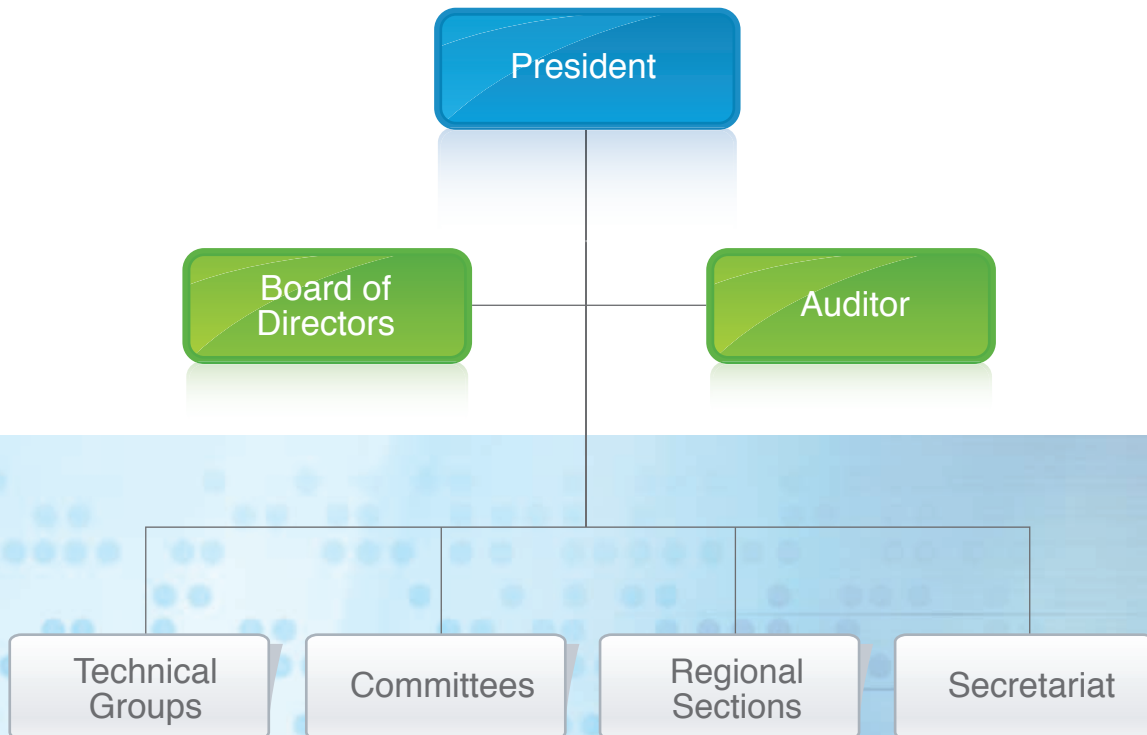 President
Board of
Directors
Auditor
Technical
Groups
Committees
Regional
Sections
Secretariat